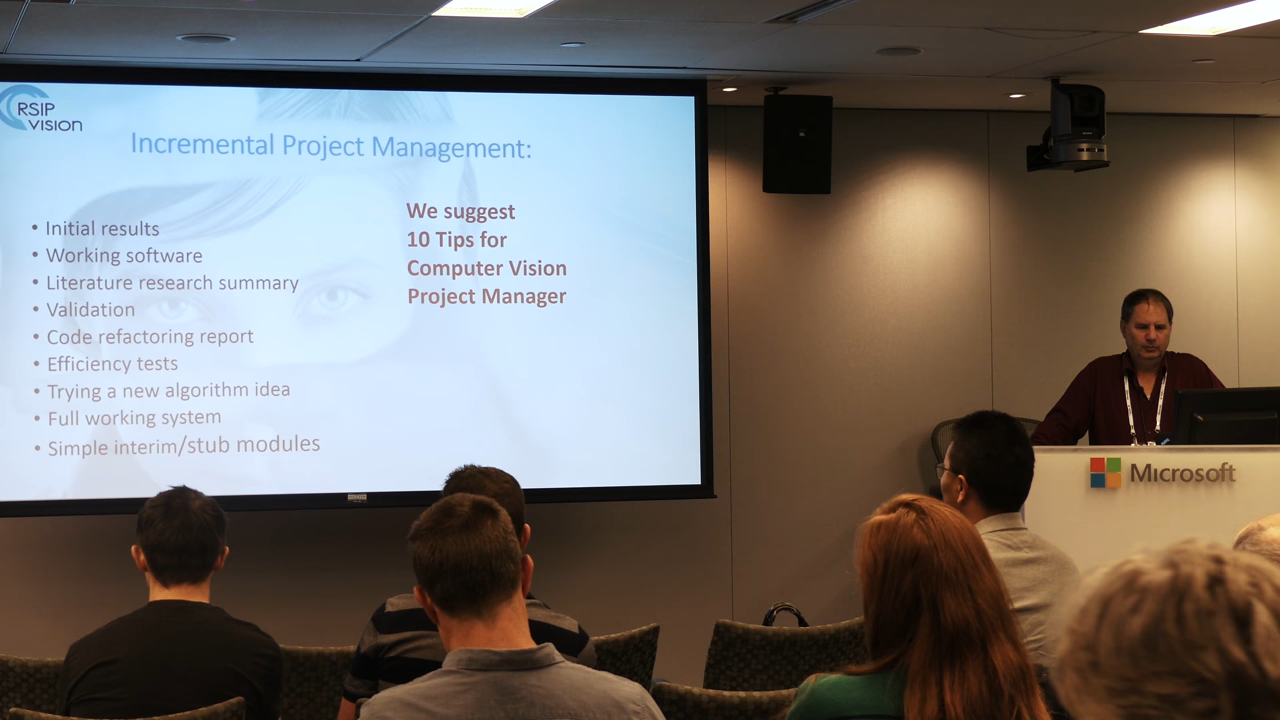 RSIP
VISION
Incremental Project Management:
• Initial results
• Working software
• Literature research summary
• Validation
• Code refactoring report
• Efficiency tests
• Trying a new algorithm idea
• Full working system
• Simple interim/stub modules
We suggest
10 Tips for
Computer Vision
Project Manager
Microsoft